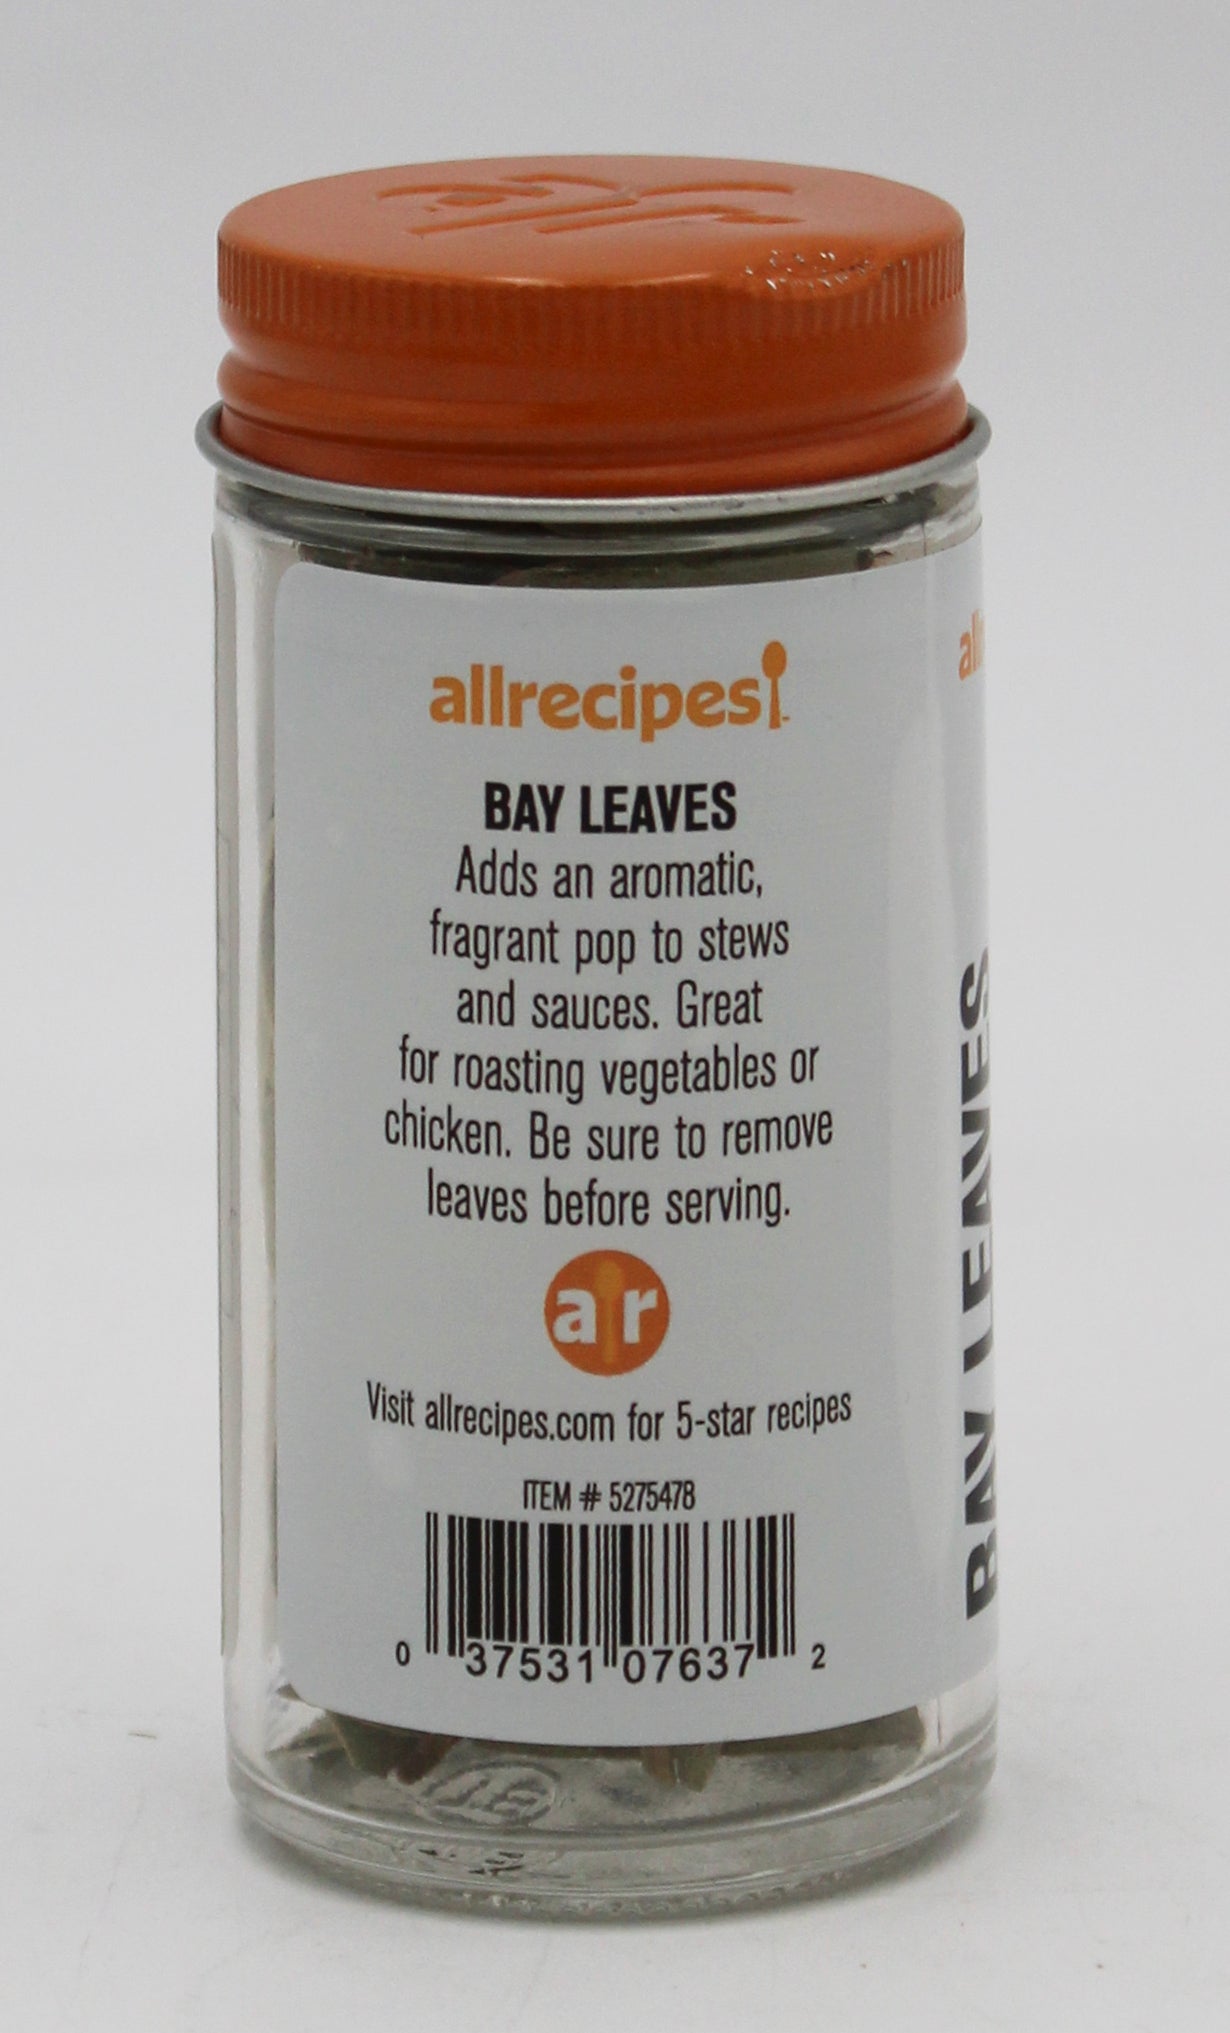 allrecipes
BAY LEAVES
Adds an aromatic,
fragrant pop to stews
and sauces. Great
for roasting vegetables or
chicken. Be sure to remove
leaves before serving.
ar
Visit allrecipes.com for 5-star recipes
ITEM # 5275478
0 37531 07637 2
BAY LEAVES